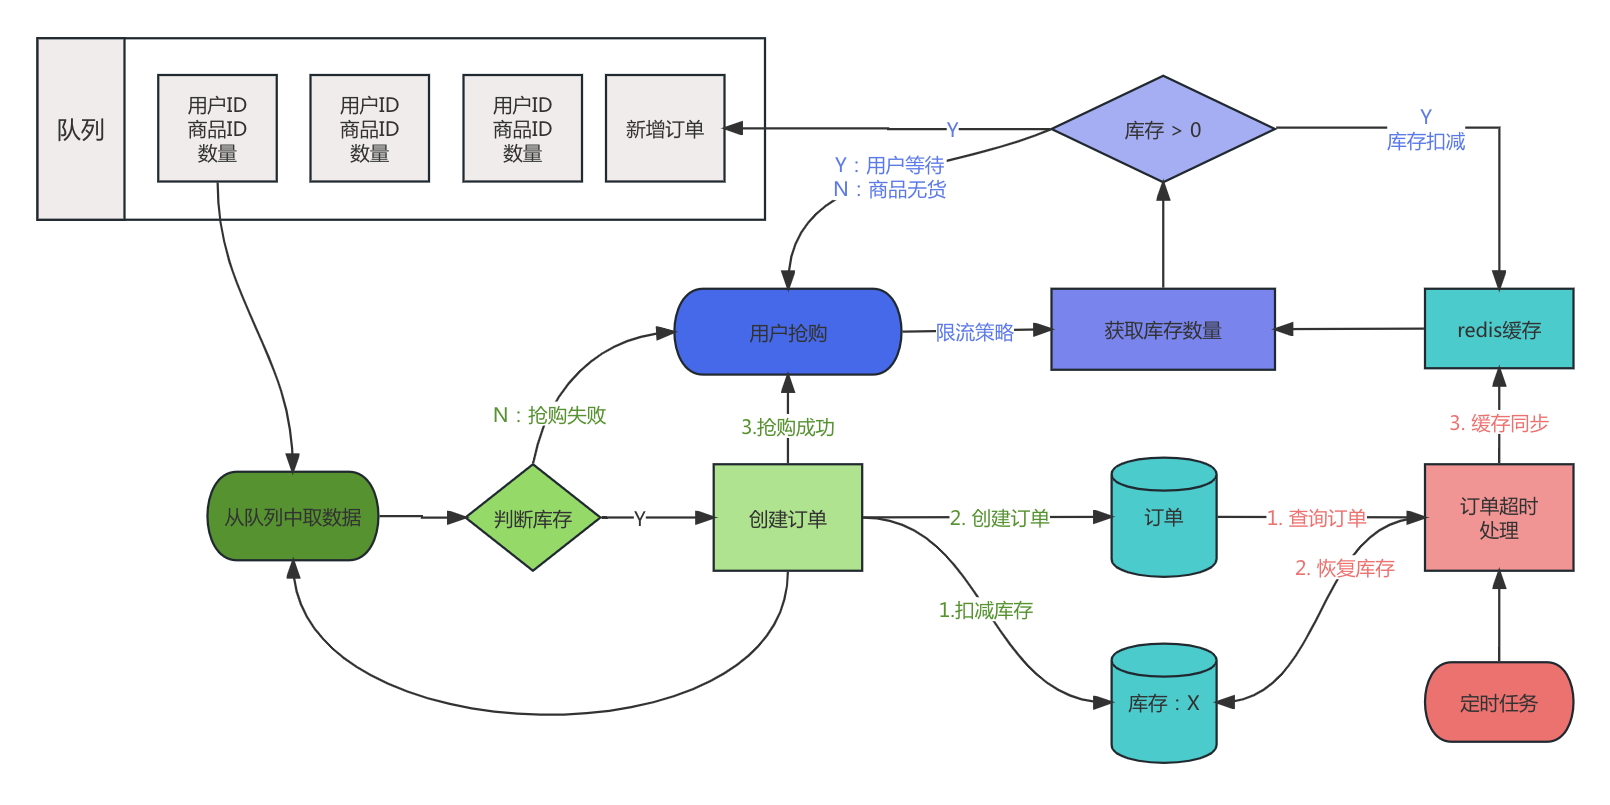 队列
用户ID
商品ID
数量
用户ID
商品ID
数量
用户ID
商品ID
数量
新增订单
Y
库存 > 0
Y
库存扣减
Y：用户等待
N：商品无货
用户抢购
限流策略
获取库存数量
redis缓存
N：抢购失败
3.抢购成功
3. 缓存同步
从队列中取数据
判断库存
Y
创建订单
2. 创建订单
订单
1. 查询订单
订单超时
处理
2. 恢复库存
1.扣减库存
库存：X
定时任务